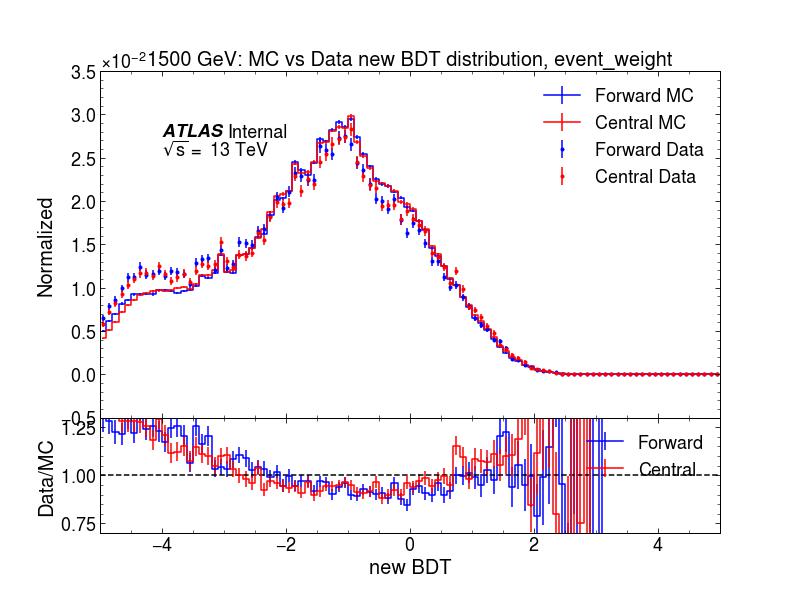 ×10⁻²1500 GeV: MC vs Data new BDT distribution, event_weight
3.5
3.0
2.5
2.0
1.5
1.0
0.5
0.0
0.5
Normalized
ATLAS Internal
√s = 13 TeV
Forward MC
Central MC
Forward Data
Central Data
1.25
1.00
0.75
Data/MC
Forward
Central
−4 −2 0 2 4
new BDT